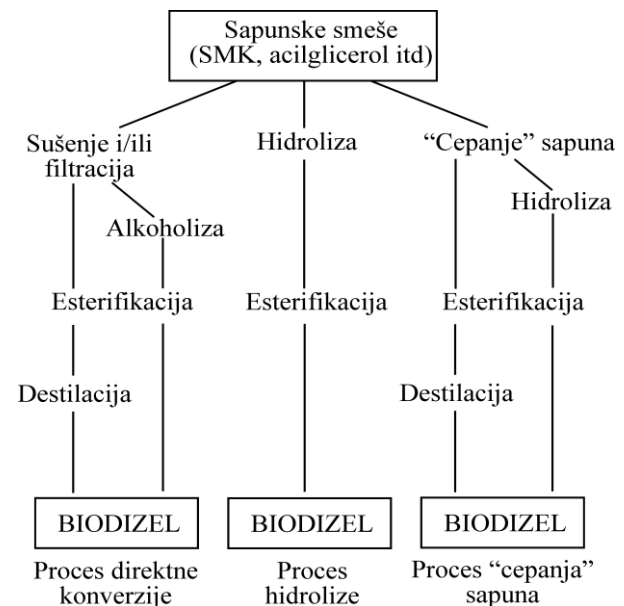 Sapunske smeše
(SMK, acilglicerol itd)
Sušenje i/ili
filtracija
Hidroliza
“Cepanje” sapuna
Alkoholiza
Hidroliza
Esterifikacija
Esterifikacija
Esterifikacija
Destilacija
Destilacija
BIODIZEL
BIODIZEL
BIODIZEL
Proces direktne
konverzije
Proces
hidrolize
Proces “cepanja”
sapuna